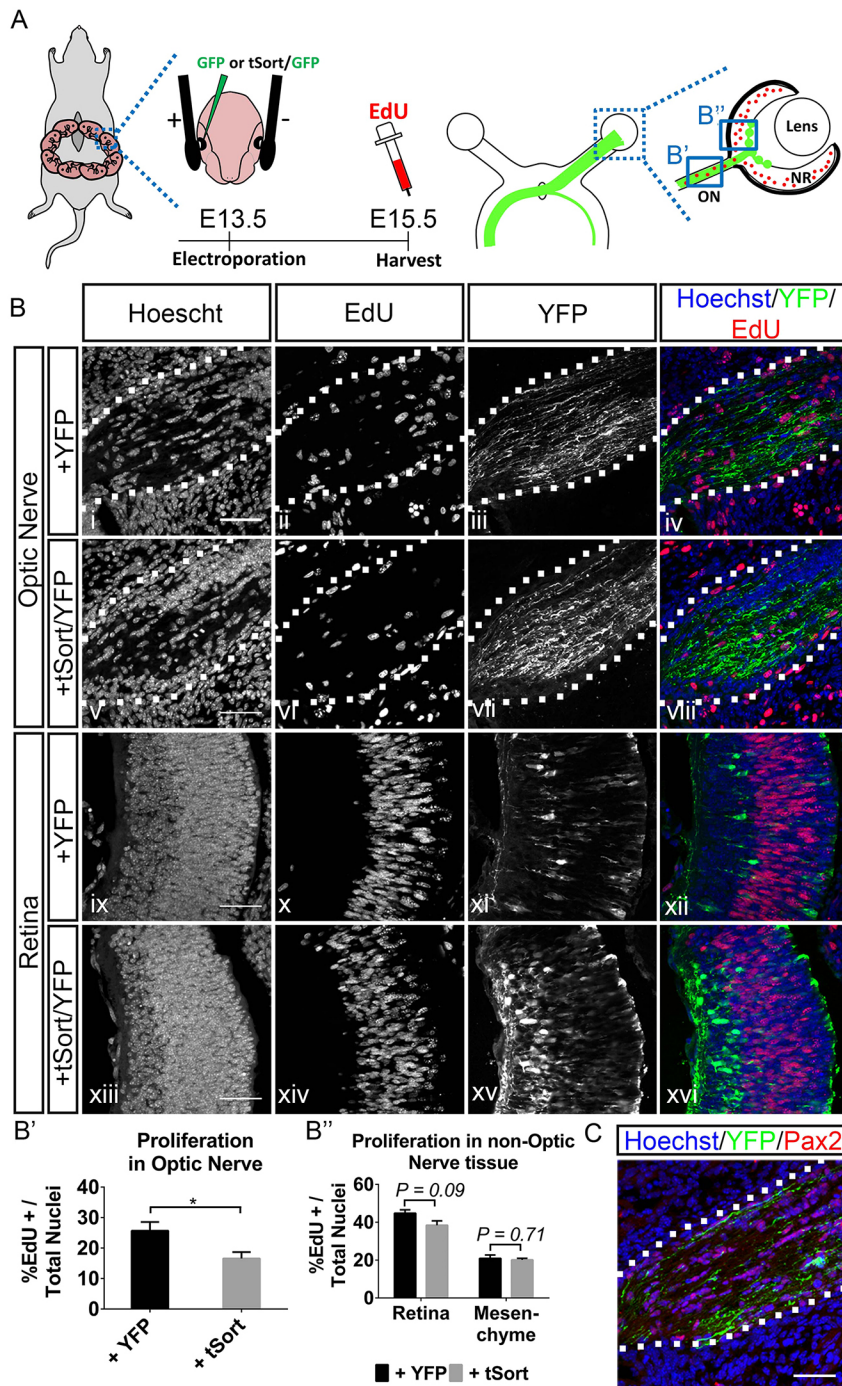 A
GFP or tSort/GFP
EdU
+
-
E13.5
E15.5
Electroporation
Harvest
B''
B'
Lens
NR
ON
B
Hoescht
EdU
YFP
Hoechst/YFP/
EdU
Optic Nerve
+YFP
i
ii
iii
iv
+tSort/YFP
v
vi
vii
viii
Retina
+YFP
ix
x
xi
xii
+tSort/YFP
xiii
xiv
xv
xvi
B'
Proliferation
in Optic Nerve
%EdU + /
Total Nuclei
40
30
20
10
0
*
+ YFP
+ tSort
B''
Proliferation in non-Optic
Nerve tissue
%EdU + /
Total Nuclei
60
40
20
0
P = 0.09
P = 0.71
Retina
Mesen-
chyme
+ YFP
+ tSort
C
Hoechst/YFP/Pax2